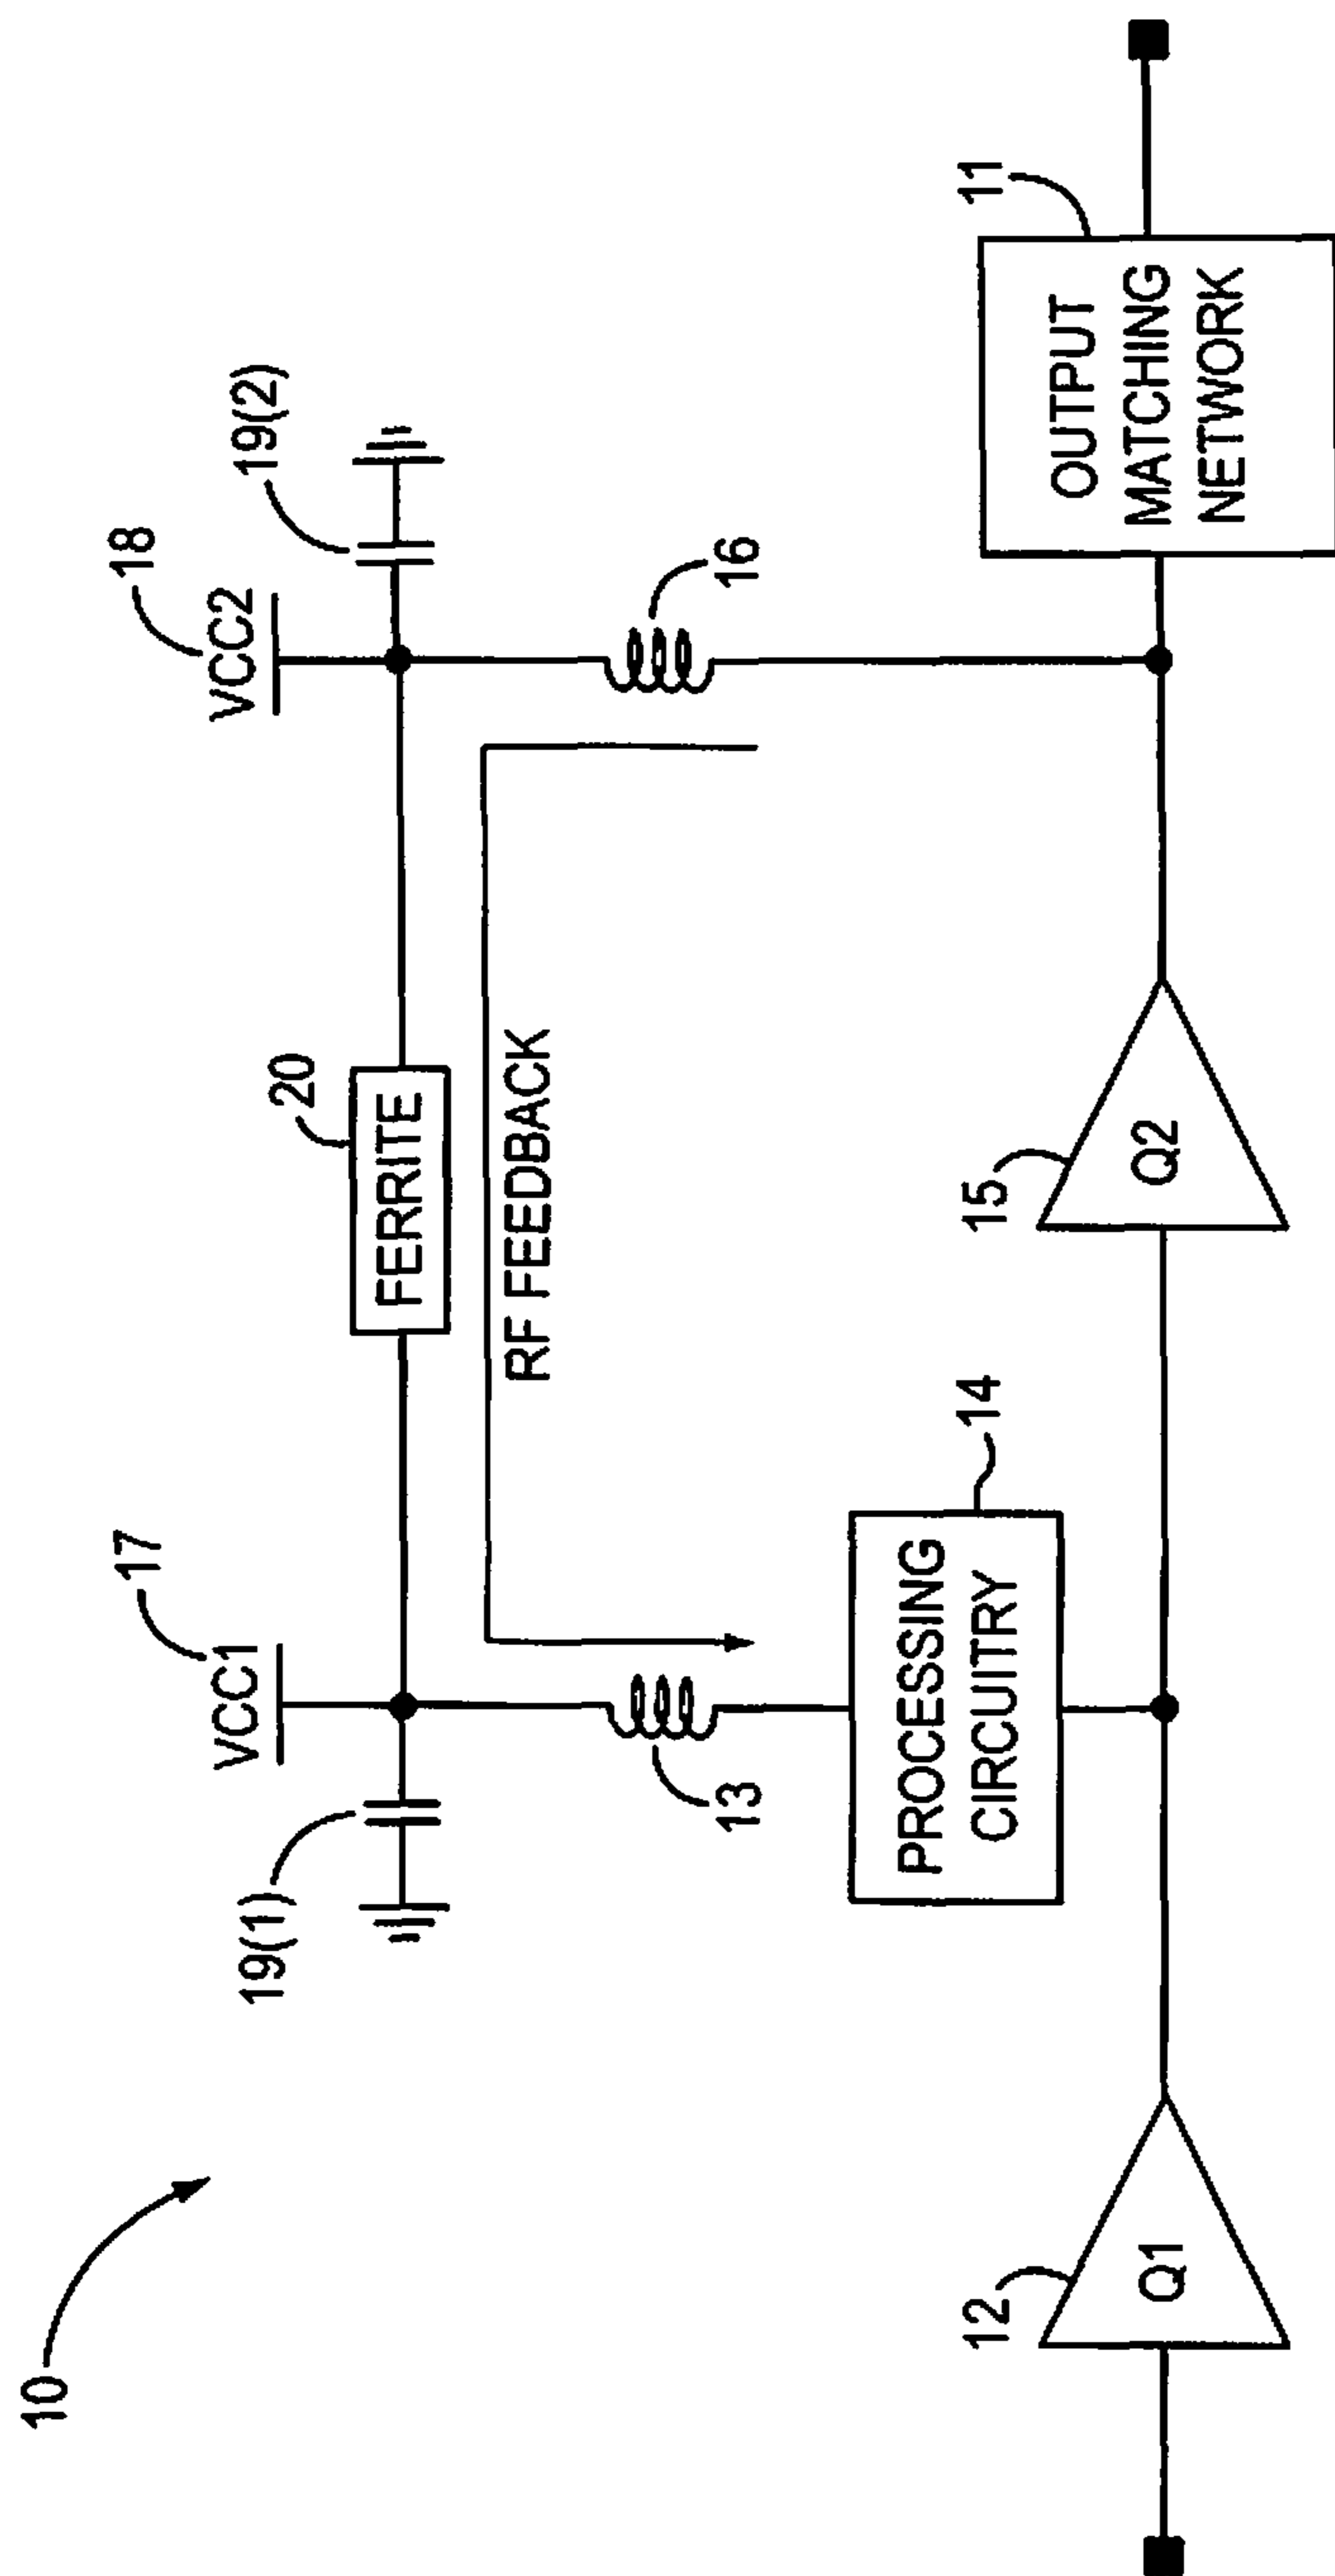 10
17
VCC1
18
VCC2
19(1)
19(2)
20
FERRITE
RF FEEDBACK
13
16
PROCESSING
CIRCUITRY
14
11
OUTPUT
MATCHING
NETWORK
12
Q1
15
Q2